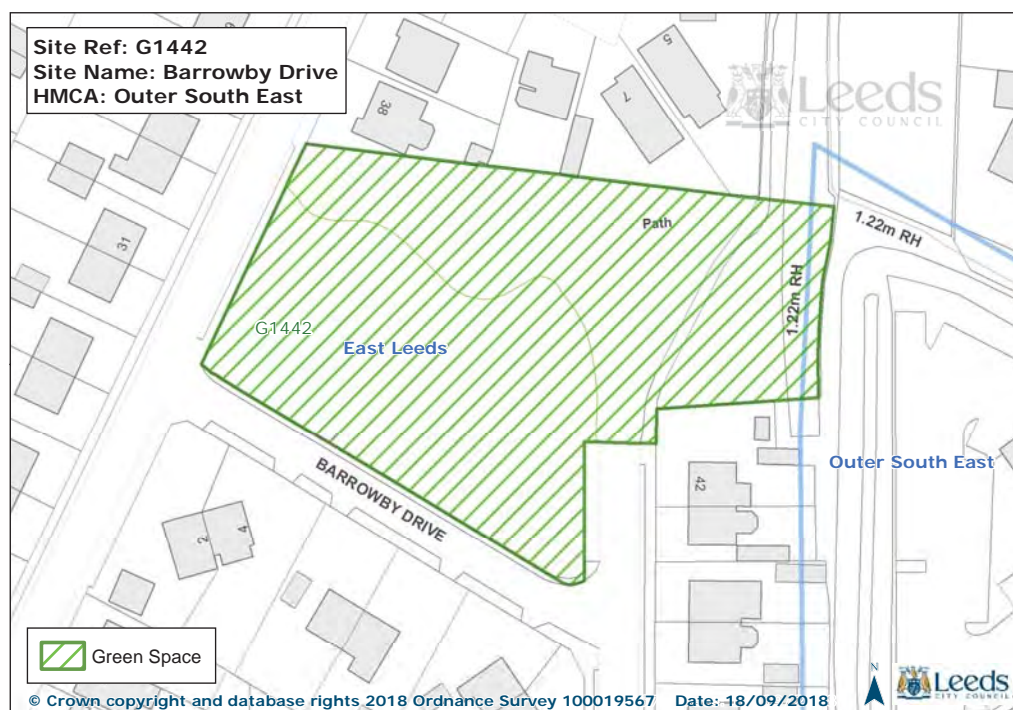 Site Ref: G1442
Site Name: Barrowby Drive
HMCA: Outer South East
Leeds
CITY COUNCIL
5
7
38
Path
1.22m RH
1.22m RH
31
G1442
East Leeds
BARROWBY DRIVE
Outer South East
42
2
4
Green Space
N
Leeds
CITY COUNCIL
© Crown copyright and database rights 2018 Ordnance Survey 100019567 Date: 18/09/2018